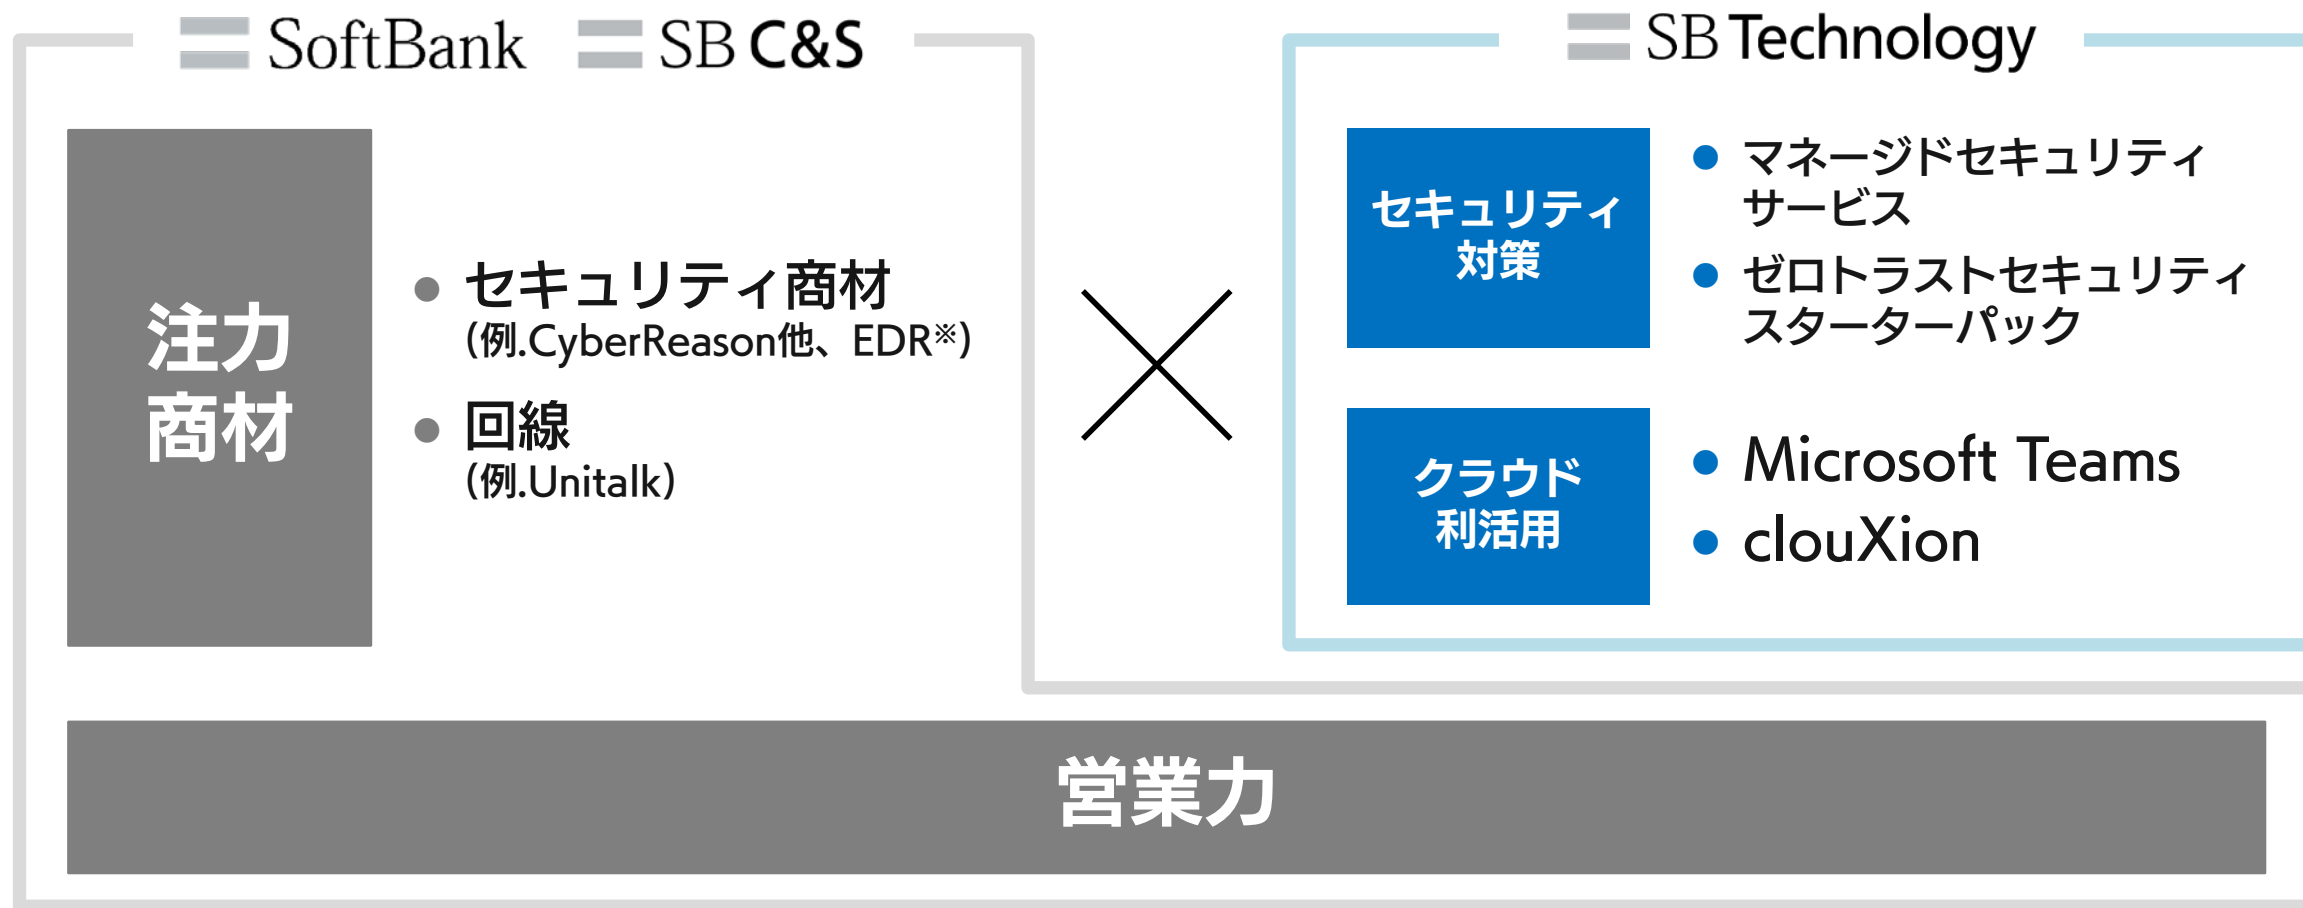 SoftBank
SB C&S
注力
商材
● セキュリティ商材
(例.CyberReason他、EDR※)
● 回線
(例.Unitalk)
SB Technology
セキュリティ
対策
● マネージドセキュリティ
サービス
● ゼロトラストセキュリティ
スターターパック
クラウド
利活用
● Microsoft Teams
● clouXion
営業力